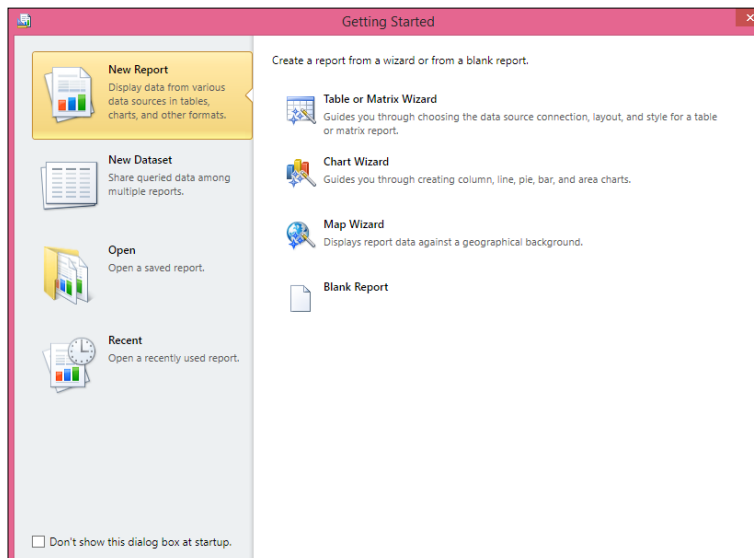 Getting Started
New Report
Display data from various
data sources in tables,
charts, and other formats.
New Dataset
Share queried data among
multiple reports.
Open
Open a saved report.
Recent
Open a recently used report.
Don't show this dialog box at startup.
Create a report from a wizard or from a blank report.
Table or Matrix Wizard
Guides you through choosing the data source connection, layout, and style for a table
or matrix report.
Chart Wizard
Guides you through creating column, line, pie, bar, and area charts.
Map Wizard
Displays report data against a geographical background.
Blank Report